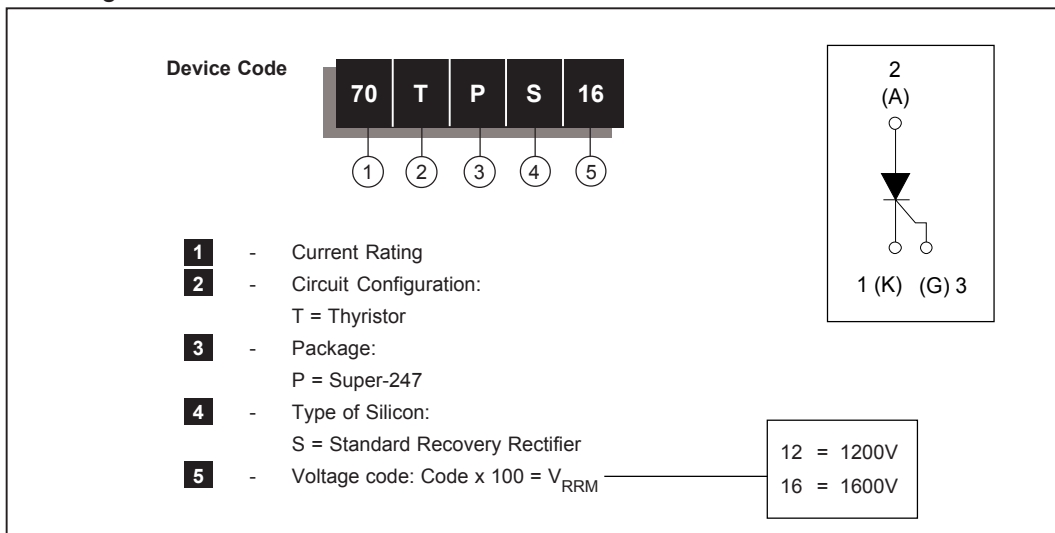 Device Code
70 T P S 16
1 2 3 4 5
1 - Current Rating
2 - Circuit Configuration:
T = Thyristor
3 - Package:
P = Super-247
4 - Type of Silicon:
S = Standard Recovery Rectifier
5 - Voltage code: Code x 100 = VRRM
12 = 1200V
16 = 1600V
2
(A)
1 (K) (G) 3